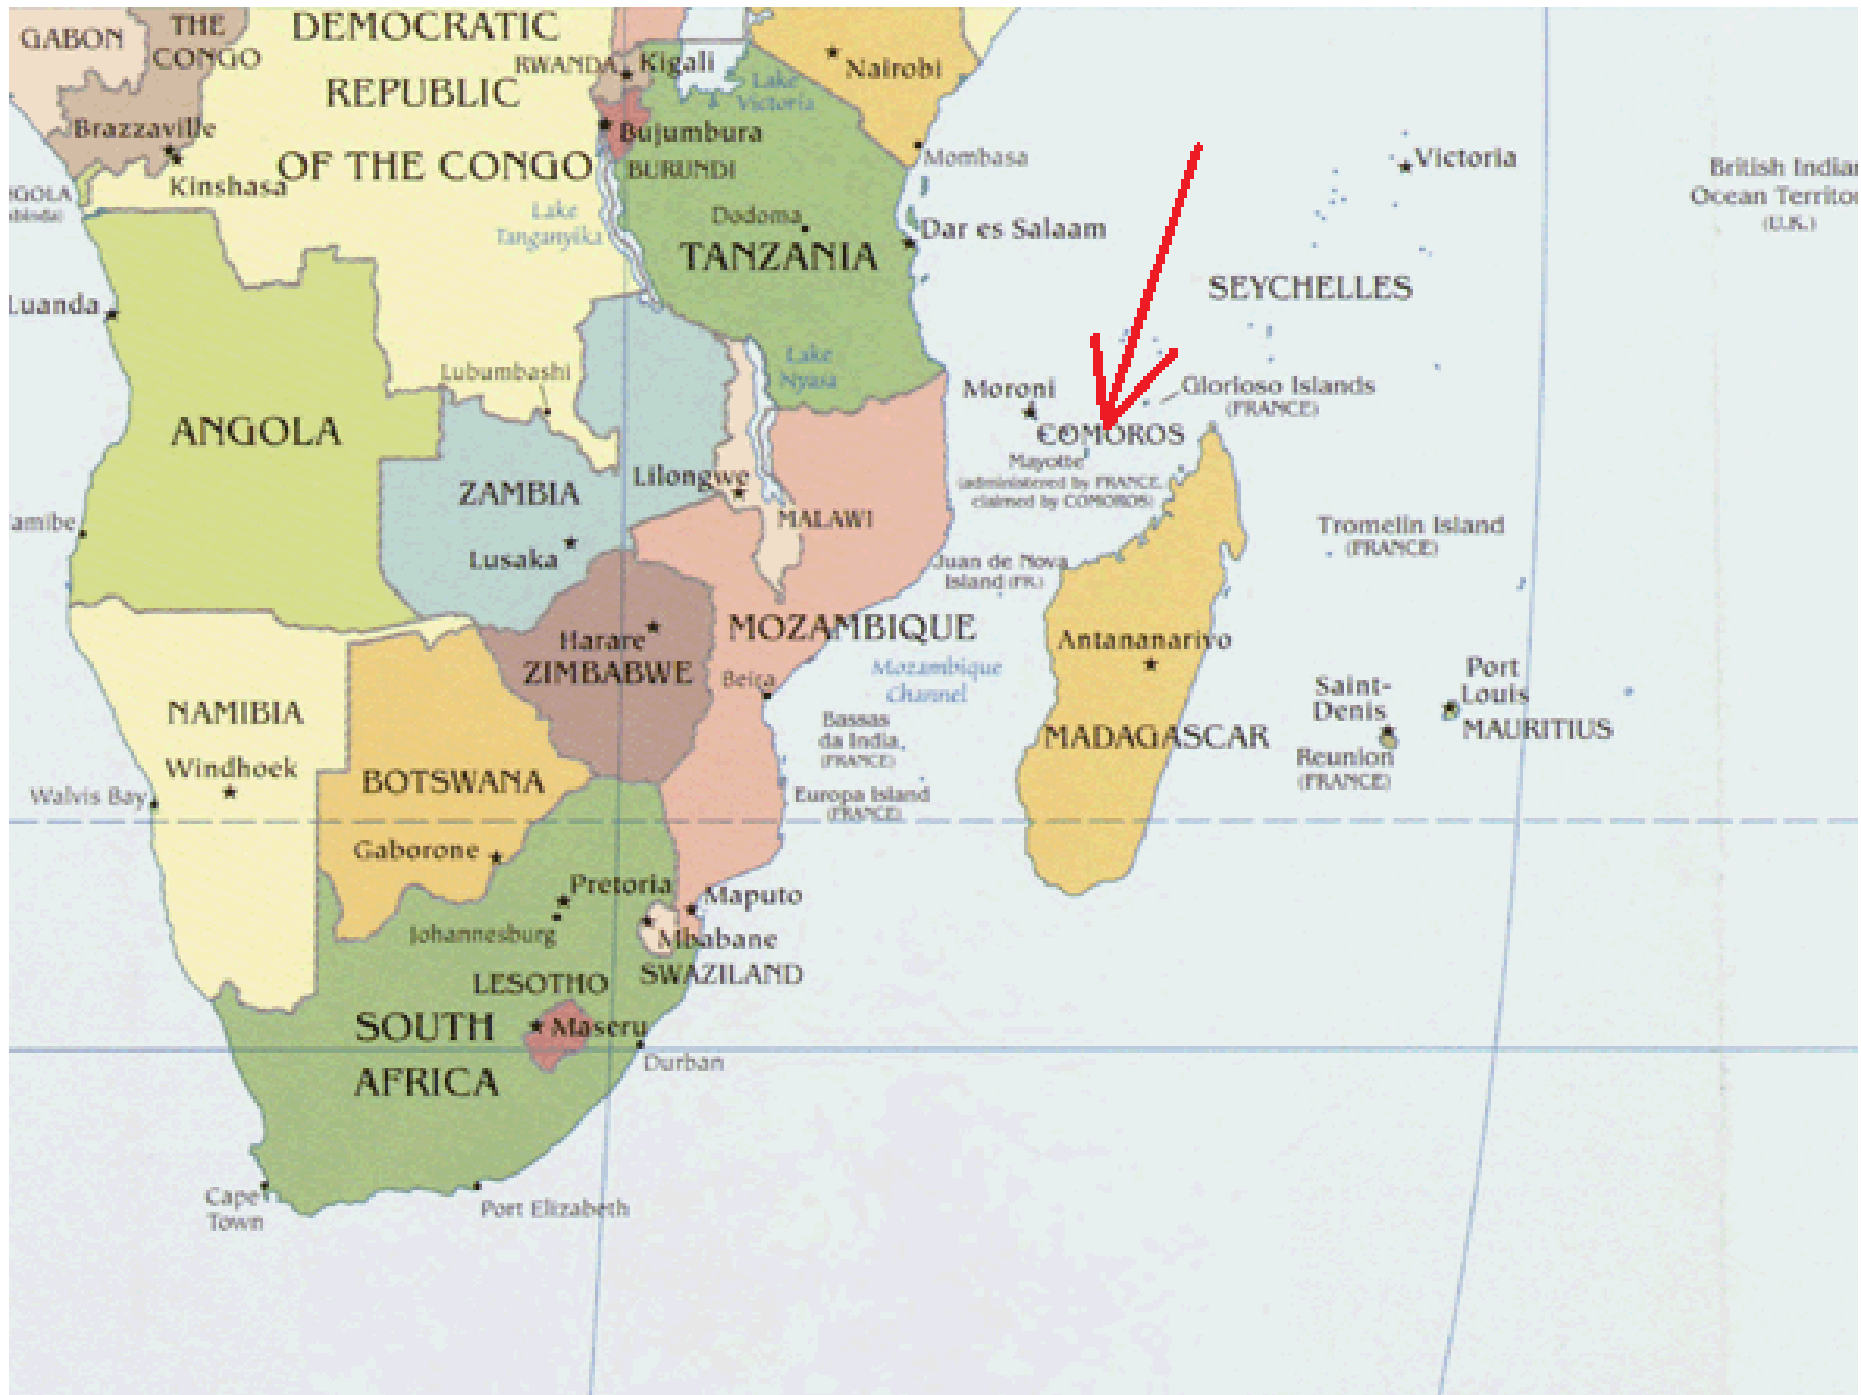 GABON
THE
CONGO
DEMOCRATIC
REPUBLIC
OF THE CONGO
RWANDA
Kigali
Lake
Victoria
Nairobi
Brazzaville
Kinshasa
Bujumbura
BURUNDI
Mombasa
Victoria
British Indian
Ocean
(U.K.)
Lake
Tanganyika
Dodoma
TANZANIA
Dar es Salaam
SEYCHELLES
Luanda
Lubumbashi
Lake
Nyasa
Moroni
Glorioso Islands
(FRANCE)
ANGOLA
COMOROS
Mayotte
(administered by FRANCE,
claimed by COMOROS)
ZAMBIA
Lilongwe
MALAWI
Lusaka
Tromelin Island
(FRANCE)
Juan de Nova
Island (FR.)
Harare
ZIMBABWE
MOZAMBIQUE
Beira
Mozambique
Channel
Antananarivo
MADAGASCAR
Saint-
Denis
Reunion
(FRANCE)
Port
Louis
MAURITIUS
NAMIBIA
Windhoek
Walvis Bay
BOTSWANA
Gaborone
Bassas
da India
(FRANCE)
Europa Island
(FRANCE)
Pretoria
Johannesburg
Maputo
Mbabane
SWAZILAND
LESOTHO
Maseru
SOUTH
AFRICA
Durban
Cape
Town
Port Elizabeth